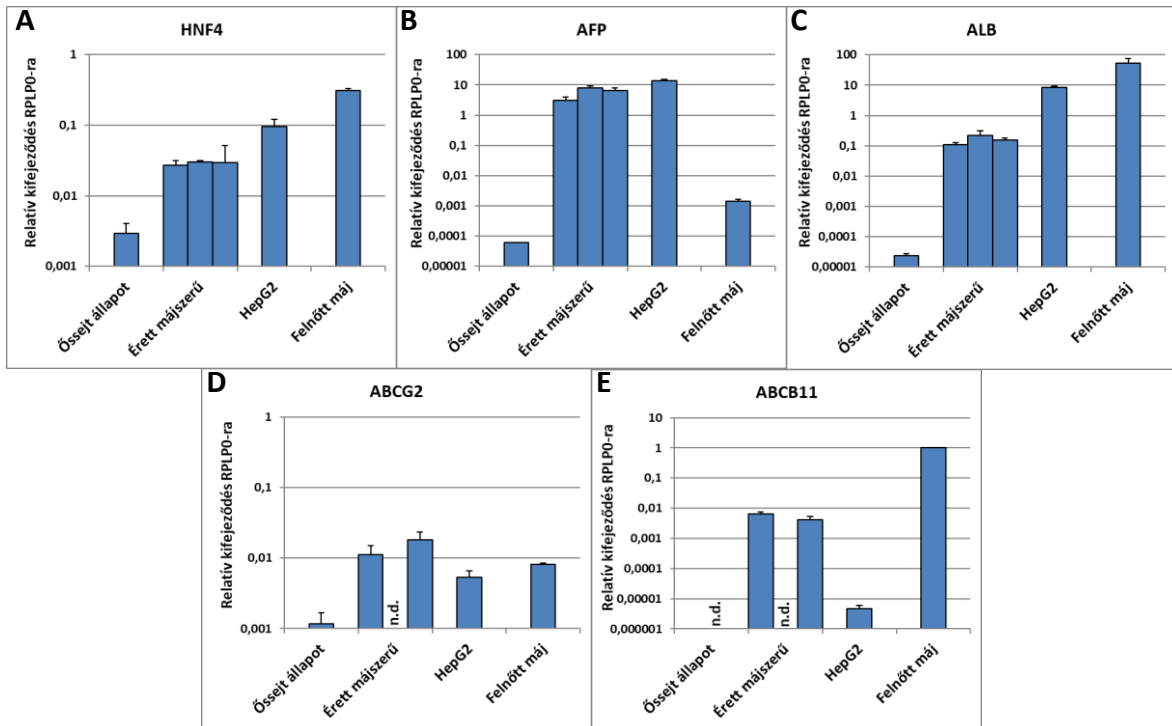 A
HNF4
Relatív kifejeződés RPLP0-ra
1
0,1
0,01
0,001
Őssejt állapot
Érett májszerű
HepG2
Felnőtt máj
B
AFP
Relatív kifejeződés RPLP0-ra
100
10
1
0,1
0,01
0,001
0,0001
0,00001
Őssejt állapot
Érett májszerű
HepG2
Felnőtt máj
C
ALB
Relatív kifejeződés RPLP0-ra
100
10
1
0,1
0,01
0,001
0,0001
0,00001
Őssejt állapot
Érett májszerű
HepG2
Felnőtt máj
D
ABCG2
Relatív kifejeződés RPLP0-ra
1
0,1
0,01
0,001
n.d.
Őssejt állapot
Érett májszerű
HepG2
Felnőtt máj
E
ABCB11
Relatív kifejeződés RPLP0-ra
10
1
0,1
0,01
0,001
0,0001
0,00001
0,000001
n.d.
n.d.
Őssejt állapot
Érett májszerű
HepG2
Felnőtt máj